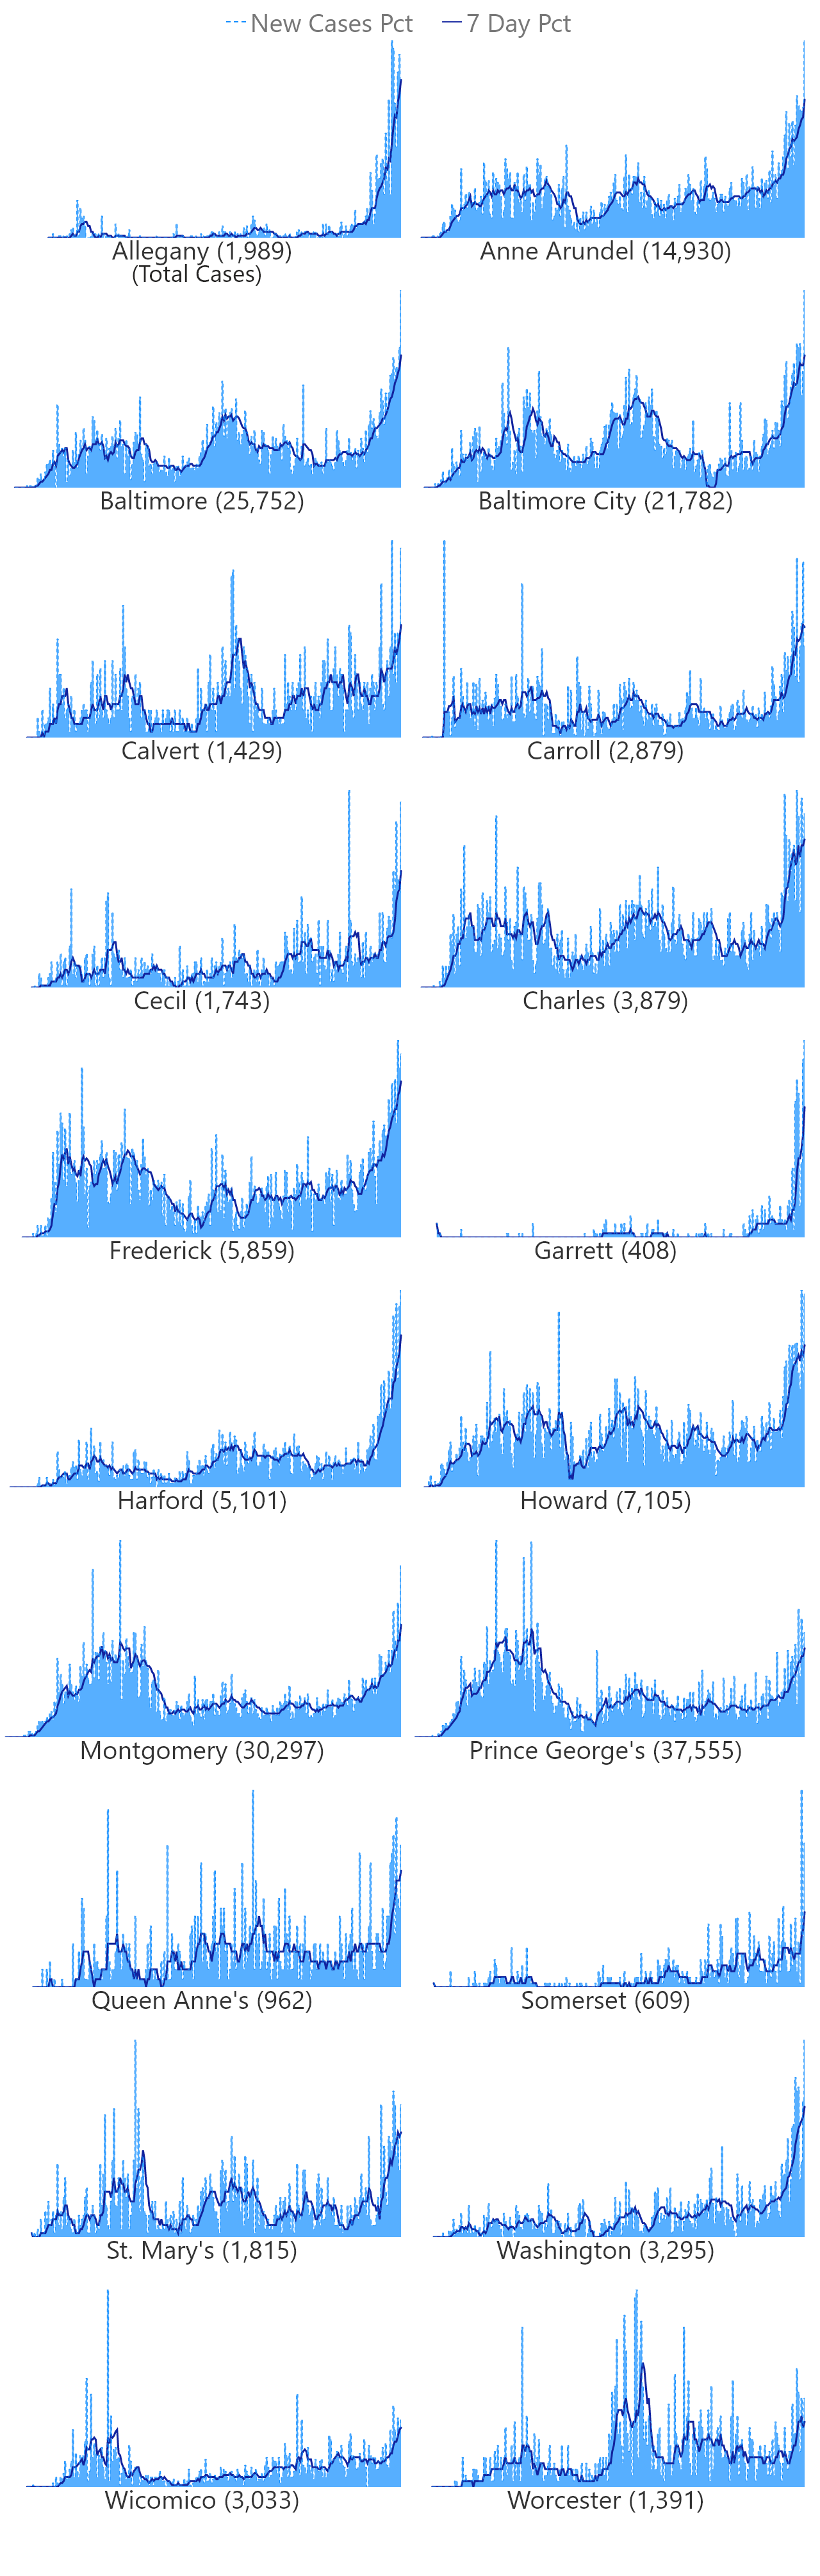 New Cases Pct 7 Day Pct
Allegany (1,989) Anne Arundel (14,930)
(Total Cases)
Baltimore (25,752) Baltimore City (21,782)
Calvert (1,429) Carroll (2,879)
Cecil (1,743) Charles (3,879)
Frederick (5,859) Garrett (408)
Harford (5,101) Howard (7,105)
Montgomery (30,297) Prince George's (37,555)
Queen Anne's (962) Somerset (609)
St. Mary's (1,815) Washington (3,295)
Wicomico (3,033) Worcester (1,391)